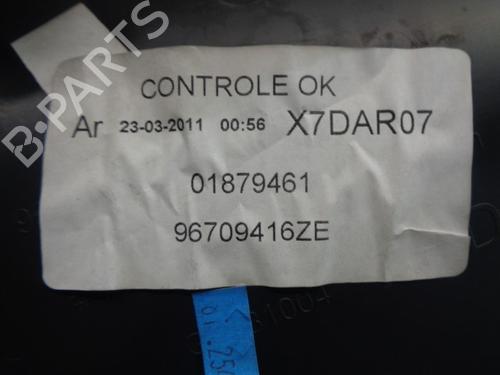 CONTROLE OK
Ar 23-03-2011 00:56 X7DAR07
01879461
96709416ZE
B-PARTS